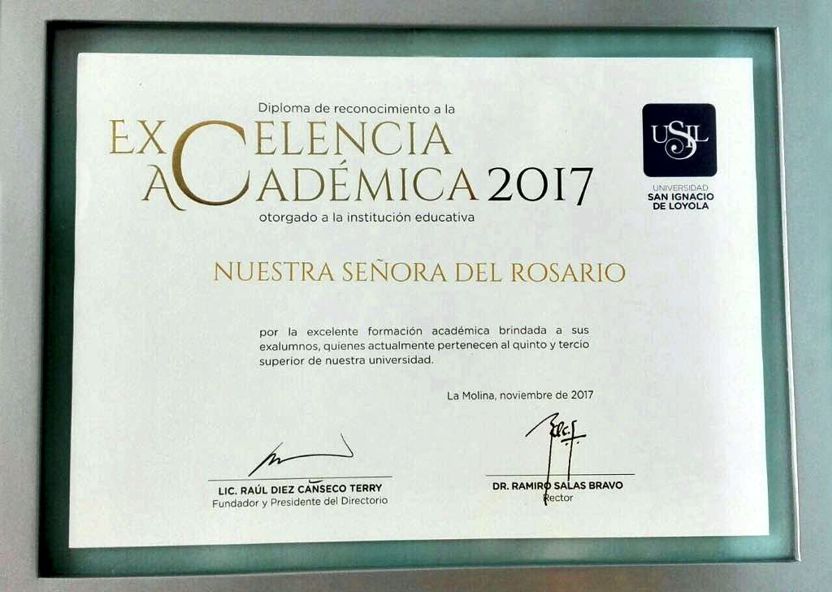 Diploma de reconocimiento a la
EXCELENCIA
ACADÉMICA 2017
otorgado a la institución educativa
USIL
UNIVERSIDAD
SAN IGNACIO
DE LOYOLA
NUESTRA SEÑORA DEL ROSARIO
por la excelente formación académica brindada a sus
exalumnos, quienes actualmente pertenecen al quinto y tercio
superior de nuestra universidad.
La Molina, noviembre de 2017
LIC. RAÚL DIEZ CANSECO TERRY
Fundador y Presidente del Directorio
DR. RAMIRO SALAS BRAVO
Rector